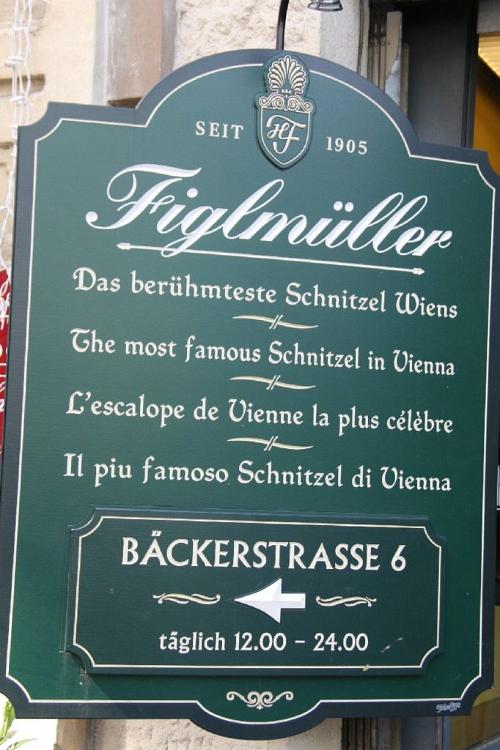 SEIT 1905
HF
Figlmüller
Das berühmteste Schnitzel Wiens
The most famous Schnitzel in Vienna
L'escalope de Vienne la plus célèbre
Il piu famoso Schnitzel di Vienna
BÄCKERSTRASSE 6
täglich 12.00 – 24.00